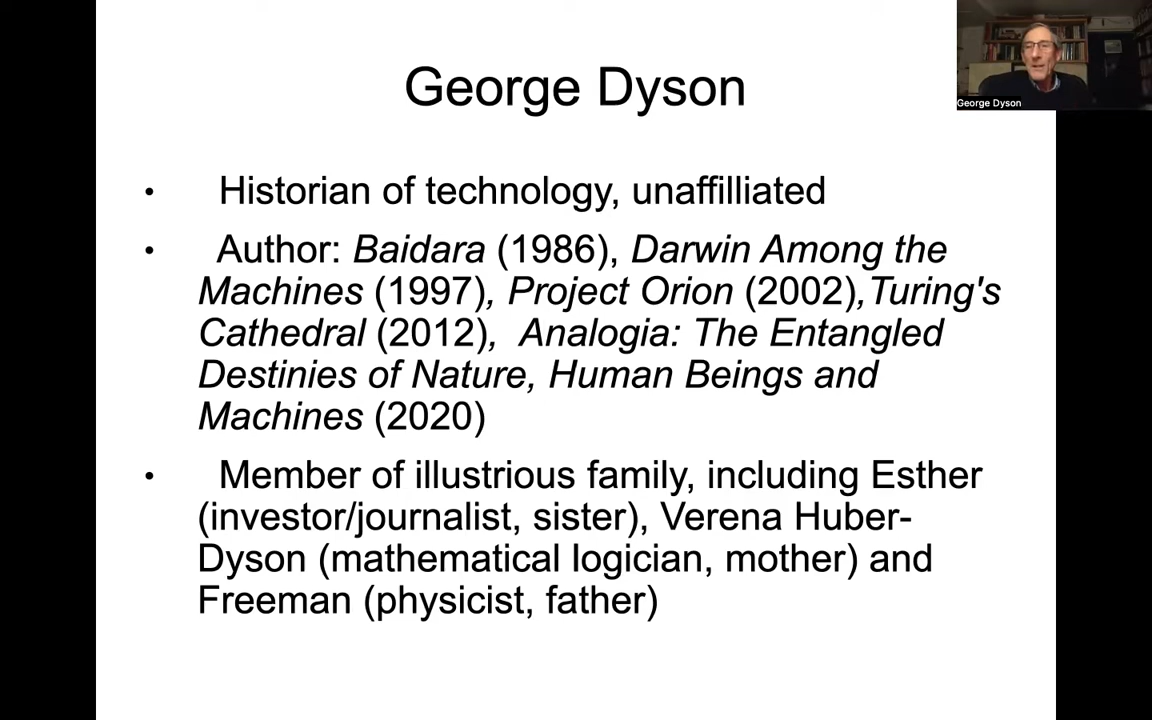 George Dyson
George Dyson
• Historian of technology, unaffilliated
• Author: Baidara (1986), Darwin Among the
Machines (1997), Project Orion (2002),Turing's
Cathedral (2012), Analogia: The Entangled
Destinies of Nature, Human Beings and
Machines (2020)
• Member of illustrious family, including Esther
(investor/journalist, sister), Verena Huber-
Dyson (mathematical logician, mother) and
Freeman (physicist, father)